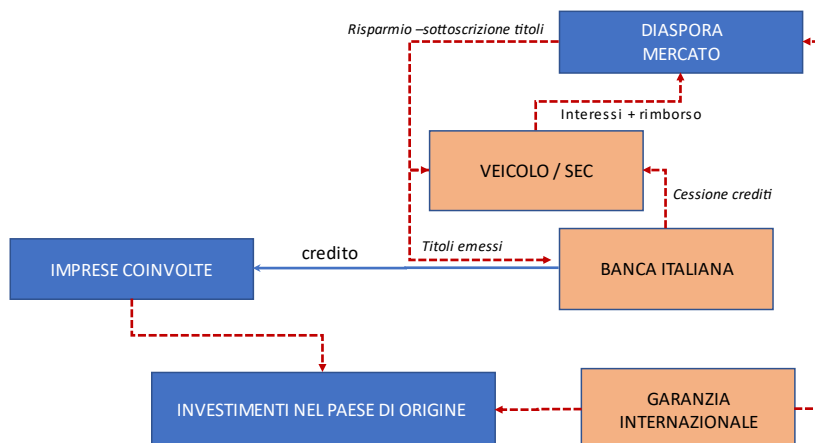 Risparmio –sottoscrizione titoli
DIASPORA
MERCATO
Interessi + rimborso
VEICOLO / SEC
Cessione crediti
Titoli emessi
credito
IMPRESE COINVOLTE
BANCA ITALIANA
INVESTIMENTI NEL PAESE DI ORIGINE
GARANZIA
INTERNAZIONALE